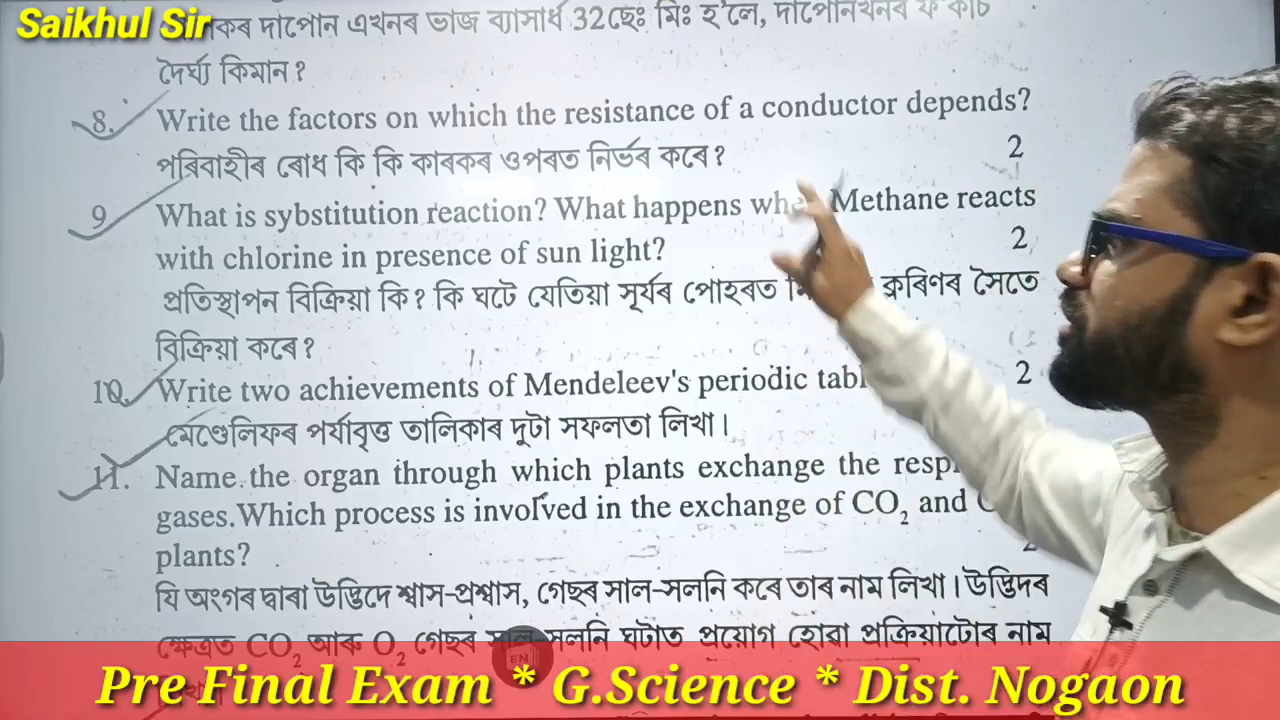 Saikhul Sir
দাপোন এখনৰ ভাজ ব্যাসাৰ্ধ 32ছেঃ মিঃ হ'লে, দাপোনখনৰ
দৈৰ্ঘ্য কিমান?
8. Write the factors on which the resistance of a conductor depends?
পৰিবাহীৰ ৰোধ কি কি কাৰকৰ ওপৰত নিৰ্ভৰ কৰে? 2
9 What is sybstitution reaction? What happens Methane reacts
with chlorine in presence of sun light? 2
প্ৰতিস্থাপন বিক্ৰিয়া কি? কি ঘটে যেতিয়া সূৰ্যৰ পোহৰত ক্লৰিণৰ সৈতে
বিক্ৰিয়া কৰে?
10. Write two achievements of Mendeleev's periodic 2
মেণ্ডেলিফৰ পৰ্যাবৃত্ত তালিকাৰ দুটা সফলতা লিখা।
11. Name the organ through which plants exchange the
gases.Which process is involved in the exchange of CO₂ and
plants?
যি অংগৰ দ্বাৰা উদ্ভিদে শ্বাস-প্ৰশ্বাস, গেছৰ সাল-সলনি কৰে তাৰ নাম লিখা। উদ্ভিদৰ
ক্ষেত্ৰত CO₂ আৰু O₂ গেছৰ সাল-সলনি ঘটাত প্ৰয়োগ হোৱা প্ৰক্ৰিয়াটোৰ নাম
EN
Pre Final Exam * G.Science * Dist. Nogaon